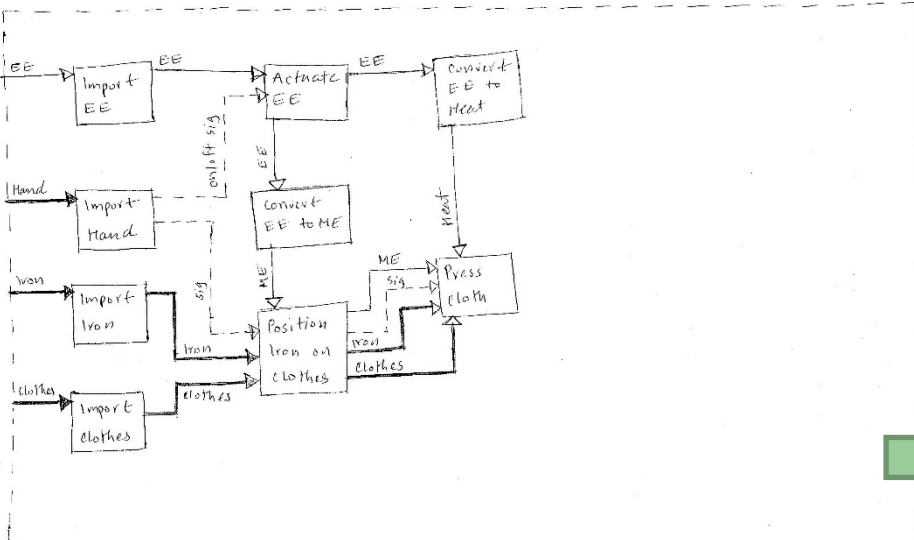 EE
Import
EE
EE
Actuate
EE
EE
Convert
EE to
Heat
on/off sig
EE
Hand
Import
Hand
Convert
EE to ME
Heat
sig
ME
Iron
Import
Iron
Iron
Position
Iron on
Clothes
ME
sig
Iron
Clothes
Press
Cloth
Clothes
Import
Clothes
Clothes